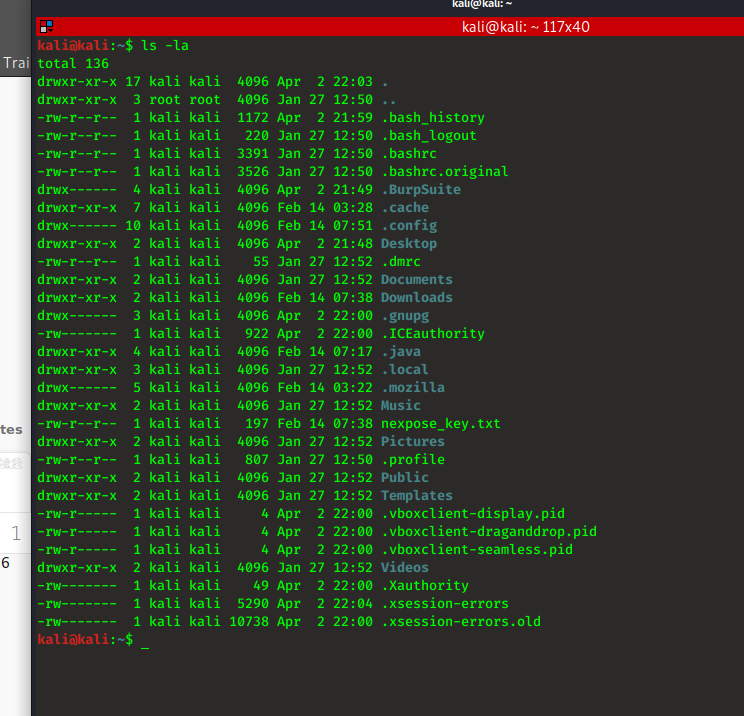 kali@kali: ~
kali@kali: ~ 117x40
Trai
tes
1
6
kali@kali:~$ ls -la
total 136
drwxr-xr-x 17 kali kali  4096 Apr  2 22:03 .
drwxr-xr-x  3 root root  4096 Jan 27 12:50 ..
-rw-r--r--  1 kali kali  1172 Apr  2 21:59 .bash_history
-rw-r--r--  1 kali kali   220 Jan 27 12:50 .bash_logout
-rw-r--r--  1 kali kali  3391 Jan 27 12:50 .bashrc
-rw-r--r--  1 kali kali  3526 Jan 27 12:50 .bashrc.original
drwx------  4 kali kali  4096 Apr  2 21:49 .BurpSuite
drwxr-xr-x  7 kali kali  4096 Feb 14 03:28 .cache
drwx------ 10 kali kali  4096 Feb 14 07:51 .config
drwxr-xr-x  2 kali kali  4096 Apr  2 21:48 Desktop
-rw-r--r--  1 kali kali    55 Jan 27 12:52 .dmrc
drwxr-xr-x  2 kali kali  4096 Jan 27 12:52 Documents
drwxr-xr-x  2 kali kali  4096 Feb 14 07:38 Downloads
drwx------  3 kali kali  4096 Apr  2 22:00 .gnupg
-rw-------  1 kali kali   922 Apr  2 22:00 .ICEauthority
drwxr-xr-x  4 kali kali  4096 Feb 14 07:17 .java
drwxr-xr-x  3 kali kali  4096 Jan 27 12:52 .local
drwx------  5 kali kali  4096 Feb 14 03:22 .mozilla
drwxr-xr-x  2 kali kali  4096 Jan 27 12:52 Music
-rw-r--r--  1 kali kali   197 Feb 14 07:38 nexpose_key.txt
drwxr-xr-x  2 kali kali  4096 Jan 27 12:52 Pictures
-rw-r--r--  1 kali kali   807 Jan 27 12:50 .profile
drwxr-xr-x  2 kali kali  4096 Jan 27 12:52 Public
drwxr-xr-x  2 kali kali  4096 Jan 27 12:52 Templates
-rw-r-----  1 kali kali     4 Apr  2 22:00 .vboxclient-display.pid
-rw-r-----  1 kali kali     4 Apr  2 22:00 .vboxclient-draganddrop.pid
-rw-r-----  1 kali kali     4 Apr  2 22:00 .vboxclient-seamless.pid
drwxr-xr-x  2 kali kali  4096 Jan 27 12:52 Videos
-rw-------  1 kali kali    49 Apr  2 22:00 .Xauthority
-rw-------  1 kali kali  5290 Apr  2 22:04 .xsession-errors
-rw-------  1 kali kali 10738 Apr  2 22:00 .xsession-errors.old
kali@kali:~$ _